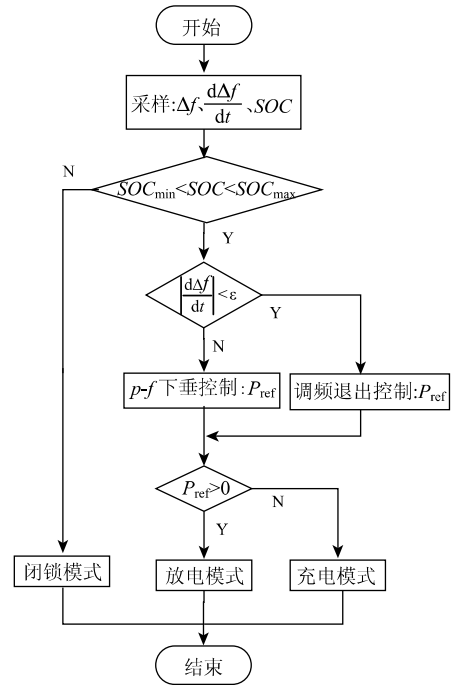 开始
采样:Δf、dΔf/dt、SOC
N
SOCmin<SOC<SOCmax
Y
|dΔf/dt|<ε
Y
N
p-f下垂控制:Pref
调频退出控制:Pref
Pref>0
N
Y
闭锁模式
放电模式
充电模式
结束